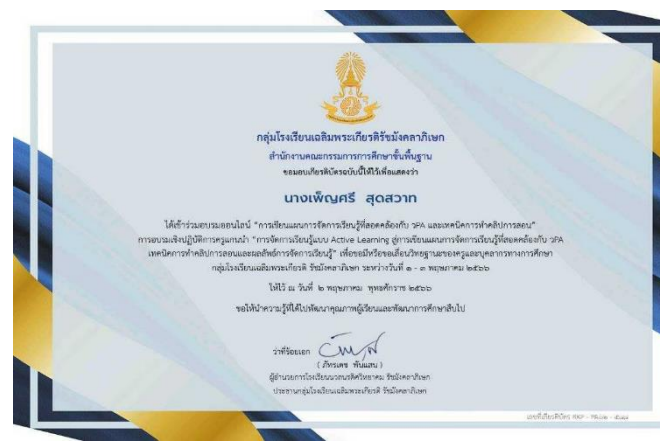 กลุ่มโรงเรียนเฉลิมพระเกียรติรัชมังคลาภิเษก
สำนักงานคณะกรรมการการศึกษาขั้นพื้นฐาน
ขอมอบเกียรติบัตรฉบับนี้ให้ไว้เพื่อแสดงว่า
นางเพ็ญศรี สุดสวาท
ได้เข้าร่วมอบรมออนไลน์ "การเขียนแผนการจัดการเรียนรู้ที่สอดคล้องกับ วPA และเทคนิคการทำคลิปการสอน"
การอบรมเชิงปฏิบัติการครูแกนนำ "การจัดการเรียนรู้แบบ Active Learning สู่การเขียนแผนการจัดการเรียนรู้ที่สอดคล้องกับ วPA
เทคนิคการทำคลิปการสอนและผลลัพธ์การจัดการเรียนรู้" เพื่อขอมีหรือขอเลื่อนวิทยฐานะของครูและบุคลากรทางการศึกษา
กลุ่มโรงเรียนเฉลิมพระเกียรติ รัชมังคลาภิเษก ระหว่างวันที่ ๑ - ๓ พฤษภาคม ๒๕๖๖
ให้ไว้ ณ วันที่ ๒ พฤษภาคม พุทธศักราช ๒๕๖๖
ขอให้นำความรู้ที่ได้ไปพัฒนาคุณภาพผู้เรียนและพัฒนาการศึกษาสืบไป
ว่าที่ร้อยเอก
( ภัทรเดช พันแสน )
ผู้อำนวยการโรงเรียนนวลนรดิศวิทยาคม รัชมังคลาภิเษก
ประธานกลุ่มโรงเรียนเฉลิมพระเกียรติ รัชมังคลาภิเษก
เลขที่เกียรติบัตร